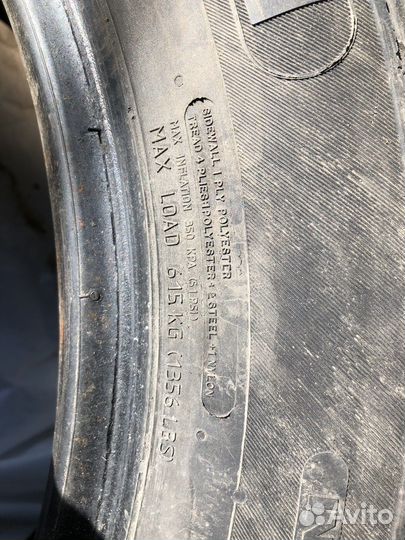 SIDEWALL 1 PLY POLYESTER
TREAD 4 PLIES:1 POLYESTER + 2 STEEL + 1 NYLON
MAX INFLATION 350 KPA (51 PSI)
MAX LOAD 615 KG (1356 LBS)
Avito